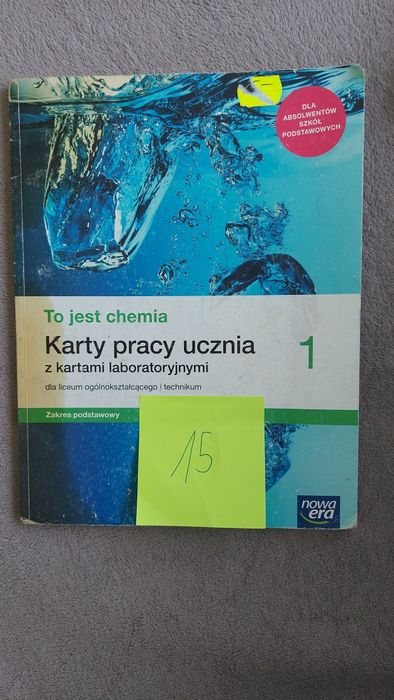 DLA
ABSOLWENTÓW
SZKÓŁ
PODSTAWOWYCH
To jest chemia
Karty pracy ucznia 1
z kartami laboratoryjnymi
dla liceum ogólnokształcącego i technikum
Zakres podstawowy
15
nowa
era